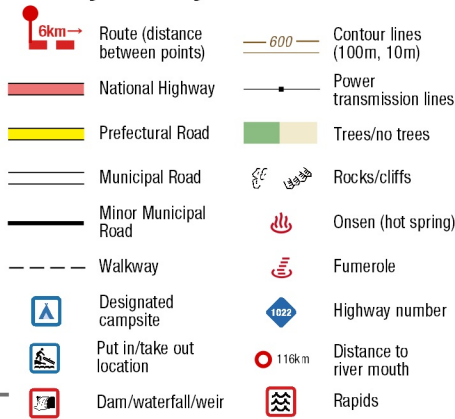 6km→
Route (distance
between points)
National Highway
Prefectural Road
Municipal Road
Minor Municipal
Road
Walkway
Designated
campsite
Put in/take out
location
Dam/waterfall/weir
600
Contour lines
(100m, 10m)
Power
transmission lines
Trees/no trees
Rocks/cliffs
Onsen (hot spring)
Fumerole
1022
Highway number
116km
Distance to
river mouth
Rapids